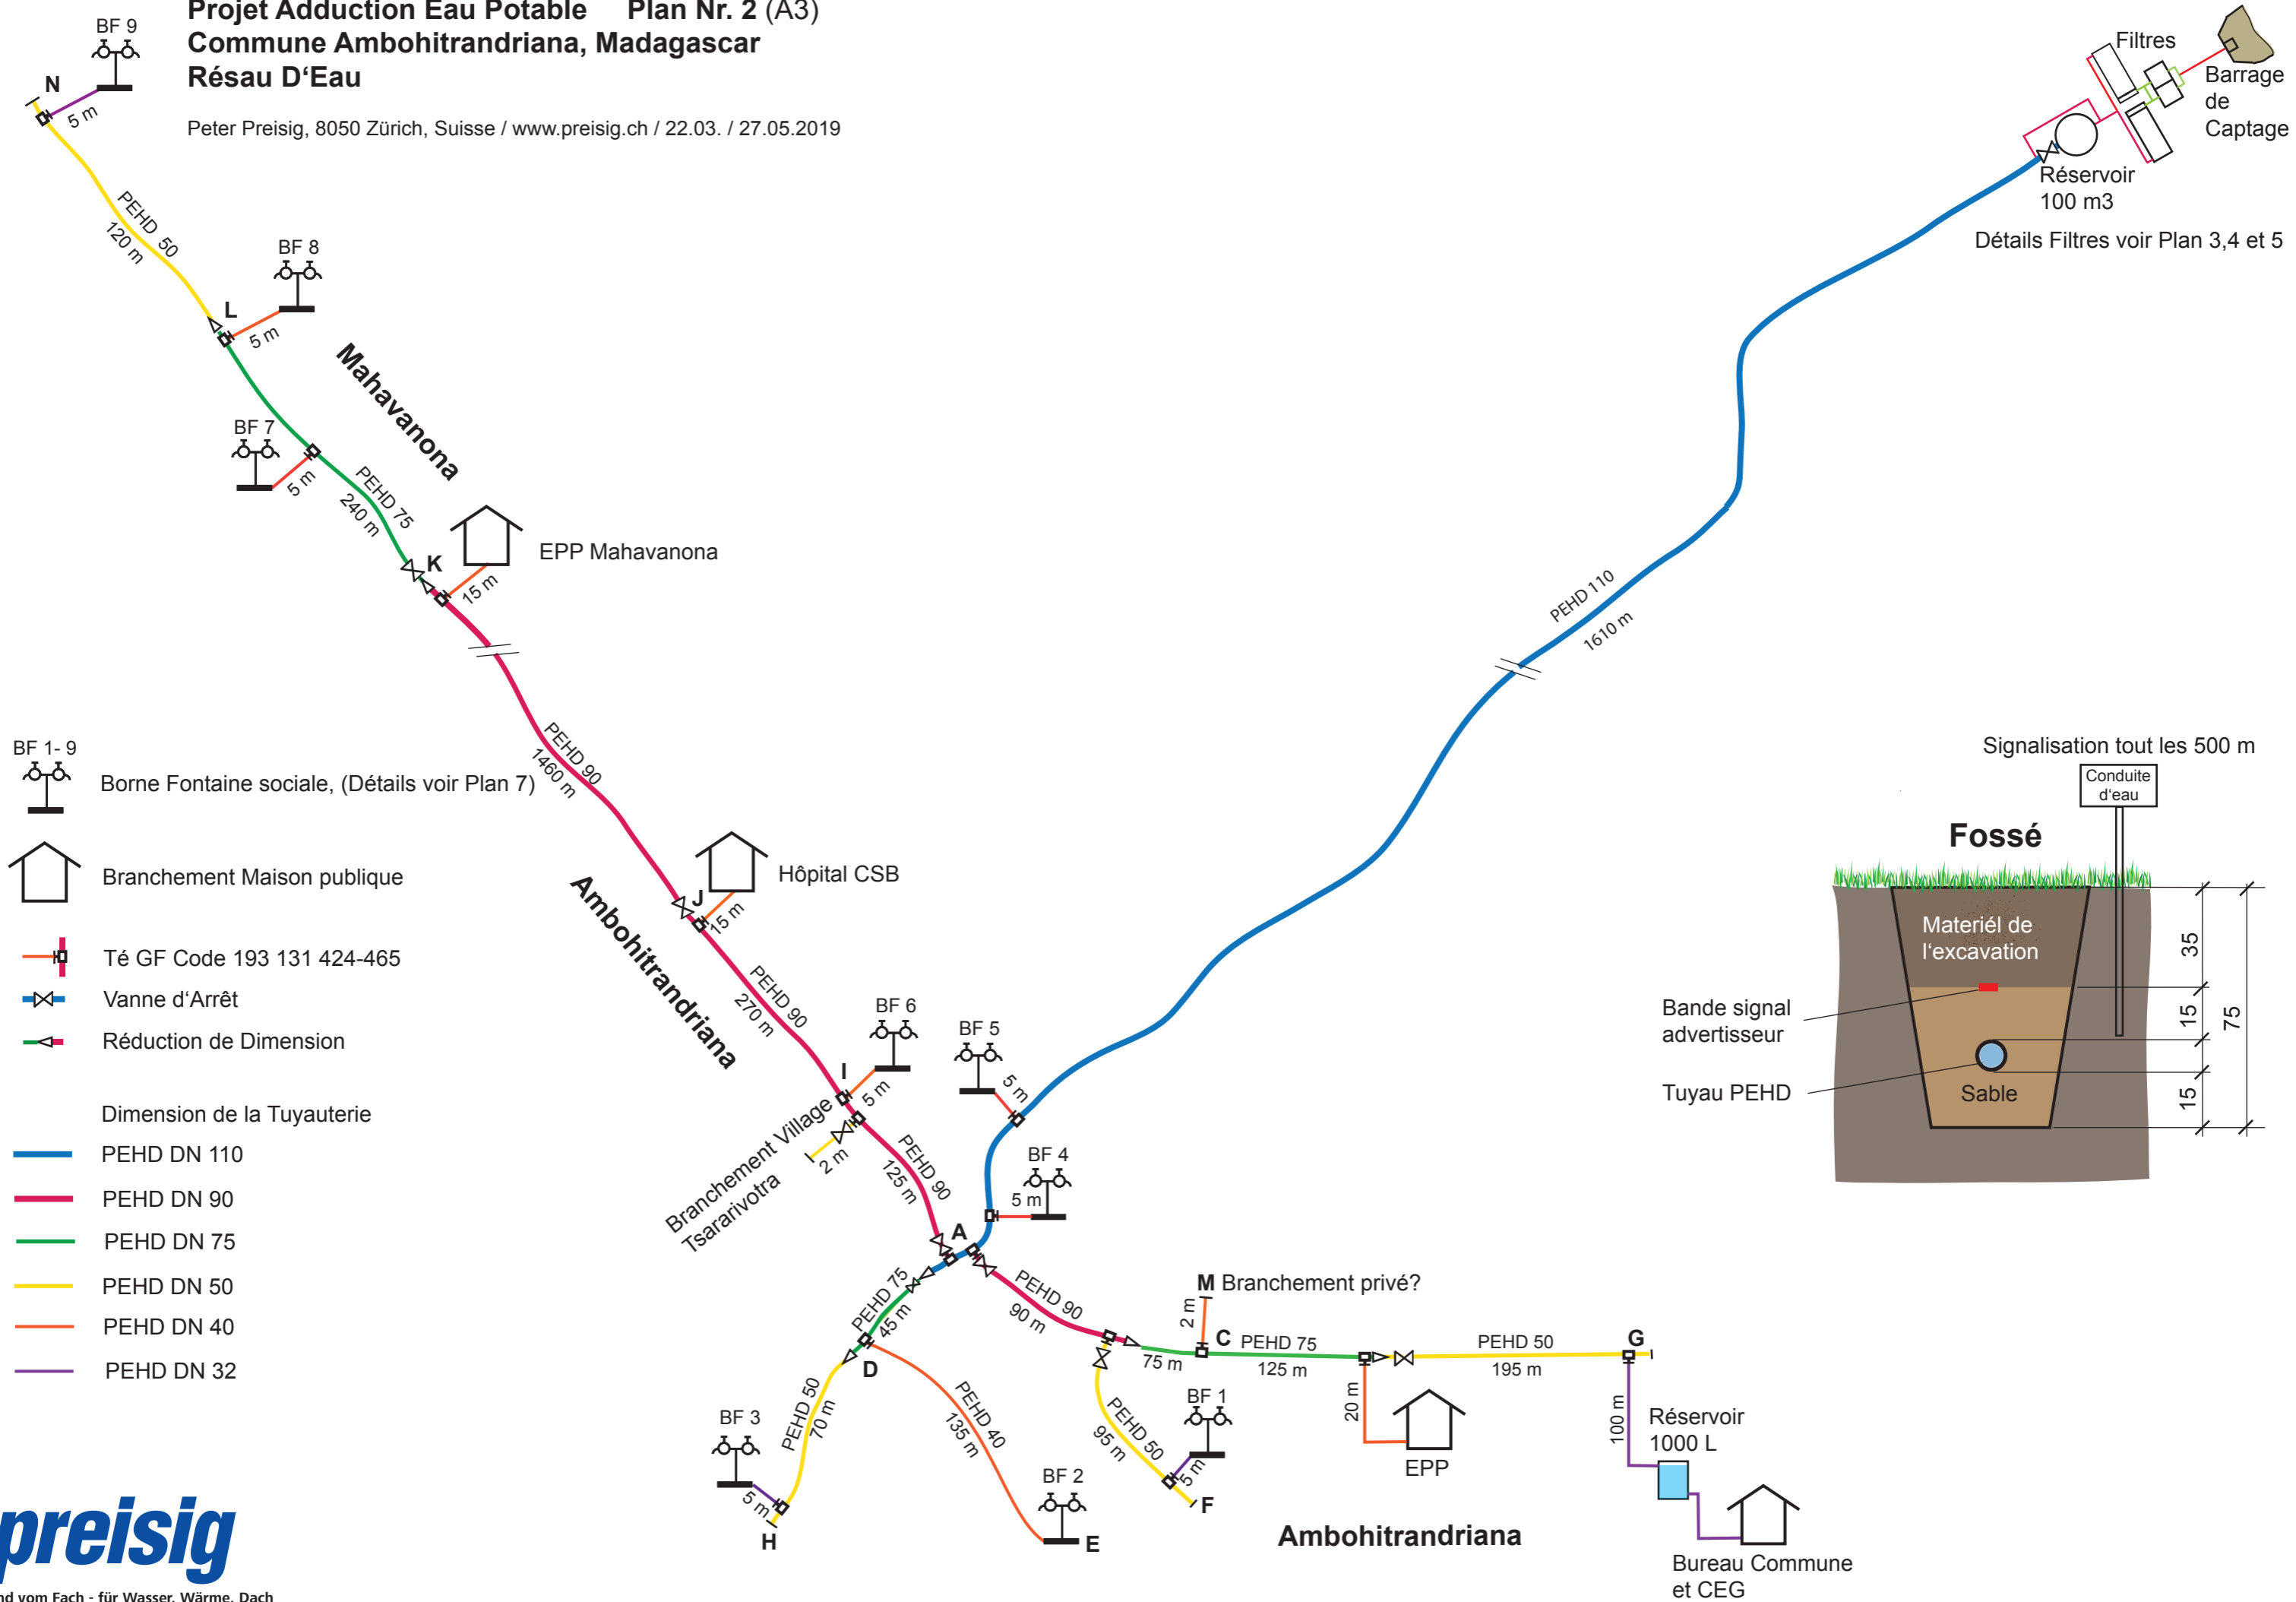 Projet Adduction Eau Potable Plan Nr. 2 (A3)
Commune Ambohitrandriana, Madagascar
Résau D'Eau
Peter Preisig, 8050 Zürich, Suisse / www.preisig.ch / 22.03. / 27.05.2019
BF 9
N
5 m
PEHD 50
120 m
BF 8
L
5 m
Mahavanona
BF 7
5 m
PEHD 75
240 m
K
EPP Mahavanona
15 m
PEHD 90
1460 m
Filtres
Barrage
de
Captage
Réservoir
100 m3
Détails Filtres voir Plan 3,4 et 5
PEHD 110
1610 m
BF 1- 9
Borne Fontaine sociale, (Détails voir Plan 7)
Branchement Maison publique
Té GF Code 193 131 424-465
Vanne d'Arrêt
Réduction de Dimension
Dimension de la Tuyauterie
PEHD DN 110
PEHD DN 90
PEHD DN 75
PEHD DN 50
PEHD DN 40
PEHD DN 32
Hôpital CSB
J
15 m
Ambohitrandriana
PEHD 90
270 m
BF 6
I
5 m
Branchement Village
Tsararivotra
2 m
PEHD 90
125 m
BF 5
5 m
BF 4
5 m
A
PEHD 75
45 m
D
PEHD 50
70 m
BF 3
5 m
H
PEHD 40
135 m
BF 2
E
PEHD 90
90 m
M Branchement privé?
2 m
C
75 m
PEHD 75
125 m
PEHD 50
195 m
G
PEHD 50
95 m
BF 1
5 m
F
20 m
EPP
100 m
Réservoir
1000 L
Bureau Commune
et CEG
Ambohitrandriana
Signalisation tout les 500 m
Conduite
d'eau
Fossé
Materiél de
l'excavation
Bande signal
advertisseur
Tuyau PEHD
Sable
35
15
15
75
preisig
nd vom Fach - für Wasser, Wärme, Dach